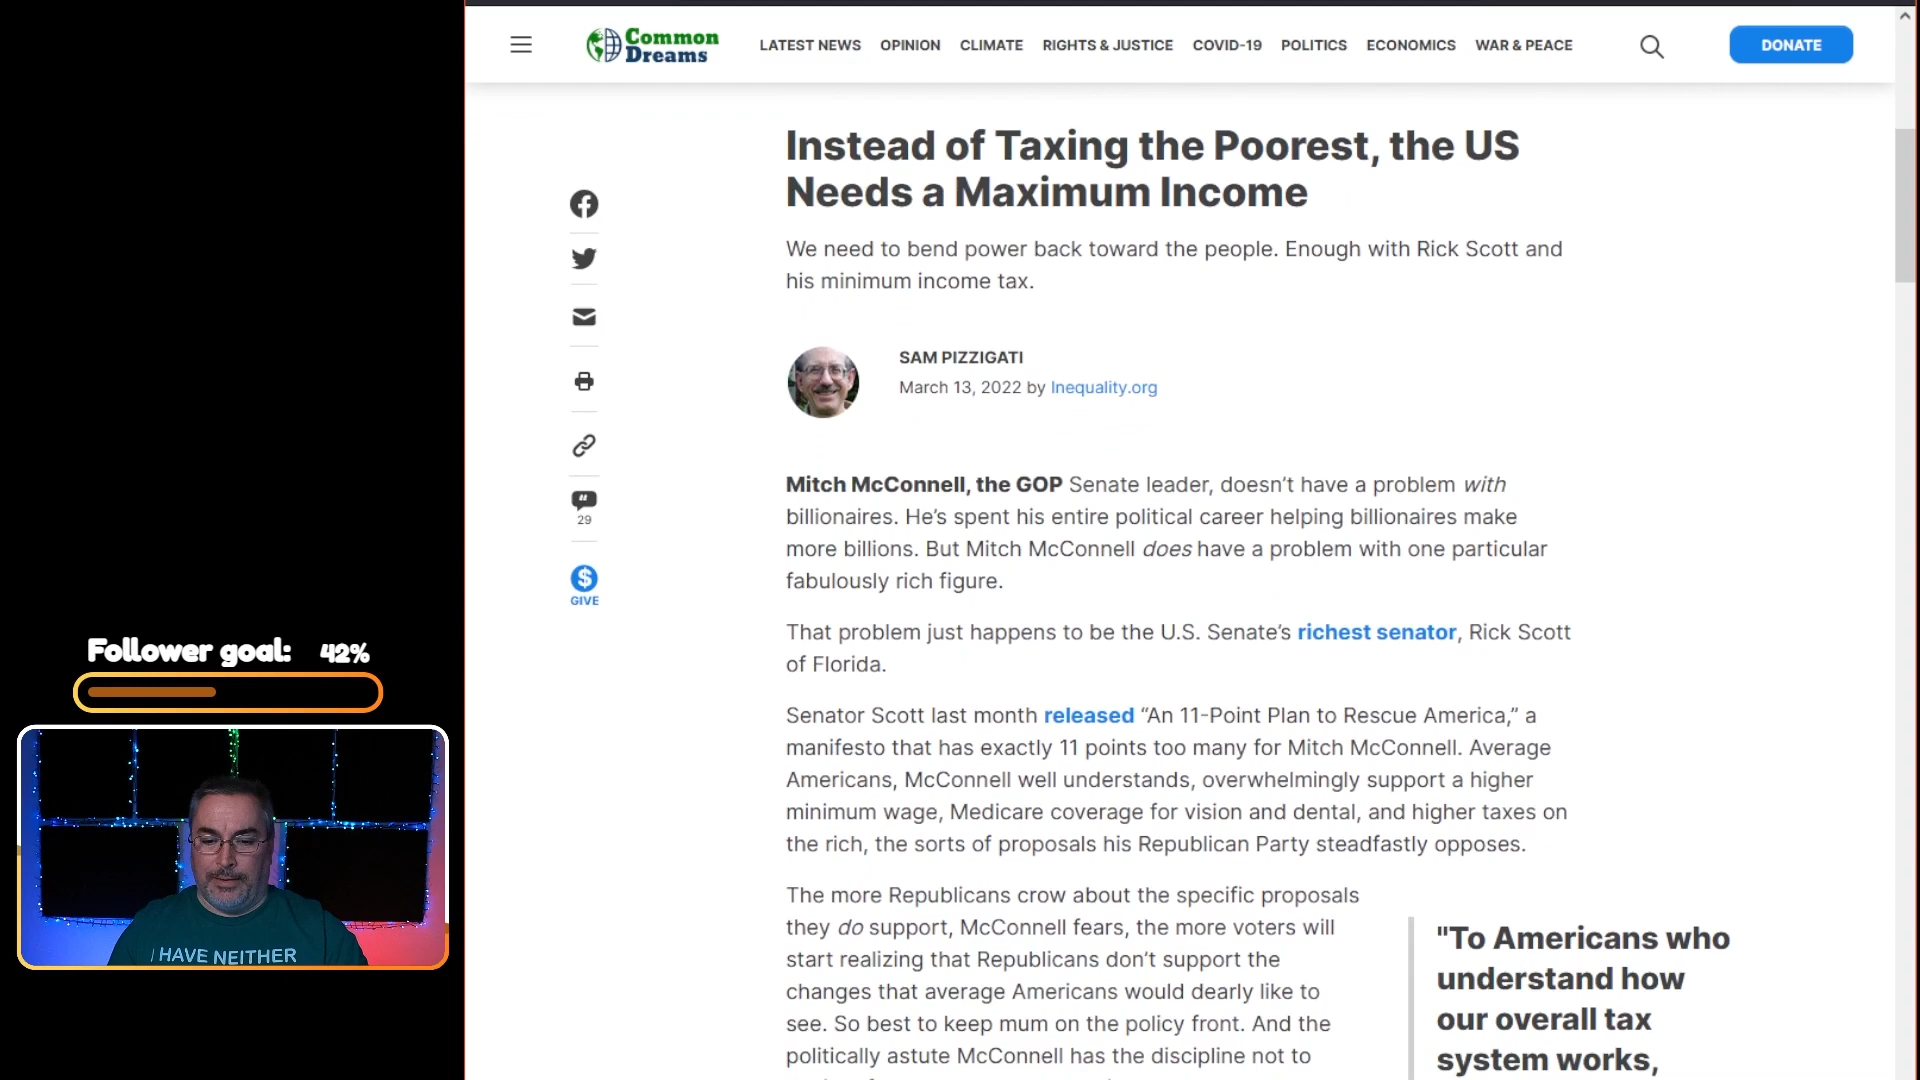 Common
Dreams
LATEST NEWS
OPINION
CLIMATE
RIGHTS & JUSTICE
COVID-19
POLITICS
ECONOMICS
WAR & PEACE
DONATE
Instead of Taxing the Poorest, the US
Needs a Maximum Income
We need to bend power back toward the people. Enough with Rick Scott and
his minimum income tax.
SAM PIZZIGATI
March 13, 2022 by Inequality.org
29
GIVE
Mitch McConnell, the GOP Senate leader, doesn’t have a problem with
billionaires. He’s spent his entire political career helping billionaires make
more billions. But Mitch McConnell does have a problem with one particular
fabulously rich figure.
That problem just happens to be the U.S. Senate’s richest senator, Rick Scott
of Florida.
Senator Scott last month released “An 11-Point Plan to Rescue America,” a
manifesto that has exactly 11 points too many for Mitch McConnell. Average
Americans, McConnell well understands, overwhelmingly support a higher
minimum wage, Medicare coverage for vision and dental, and higher taxes on
the rich, the sorts of proposals his Republican Party steadfastly opposes.
The more Republicans crow about the specific proposals
they do support, McConnell fears, the more voters will
start realizing that Republicans don’t support the
changes that average Americans would dearly like to
see. So best to keep mum on the policy front. And the
politically astute McConnell has the discipline not to
"To Americans who
understand how
our overall tax
system works,
Follower goal: 42%
I HAVE NEITHER